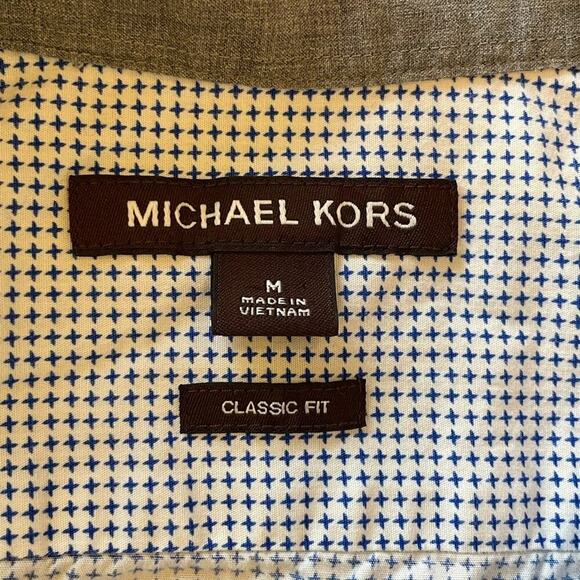 MICHAEL KORS
M
MADE IN
VIETNAM
CLASSIC FIT